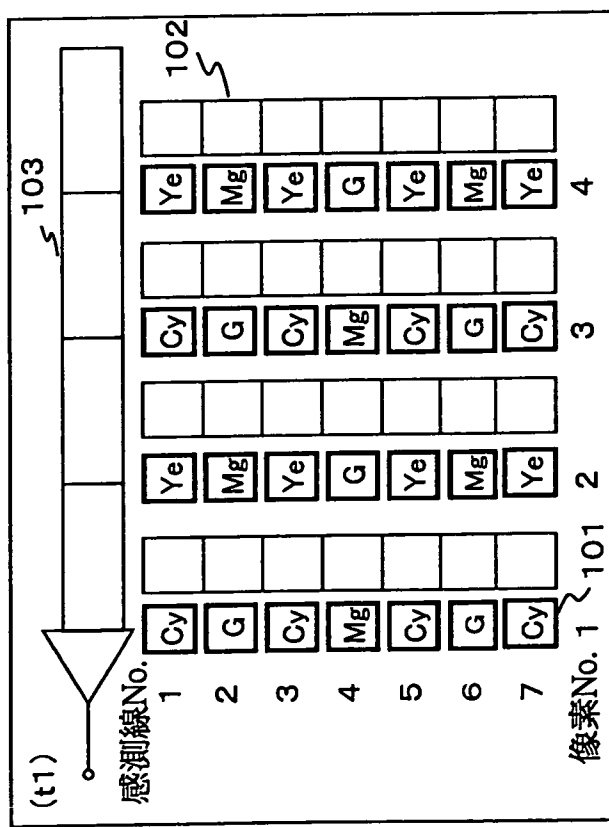 (t1)
103
102
感測線No.
1 Cy Ye Cy Ye
2 G Mg G Mg
3 Cy Ye Cy Ye
4 Mg G Mg G
5 Cy Ye Cy Ye
6 G Mg G Mg
7 Cy Ye Cy Ye
101
像素No. 1 2 3 4